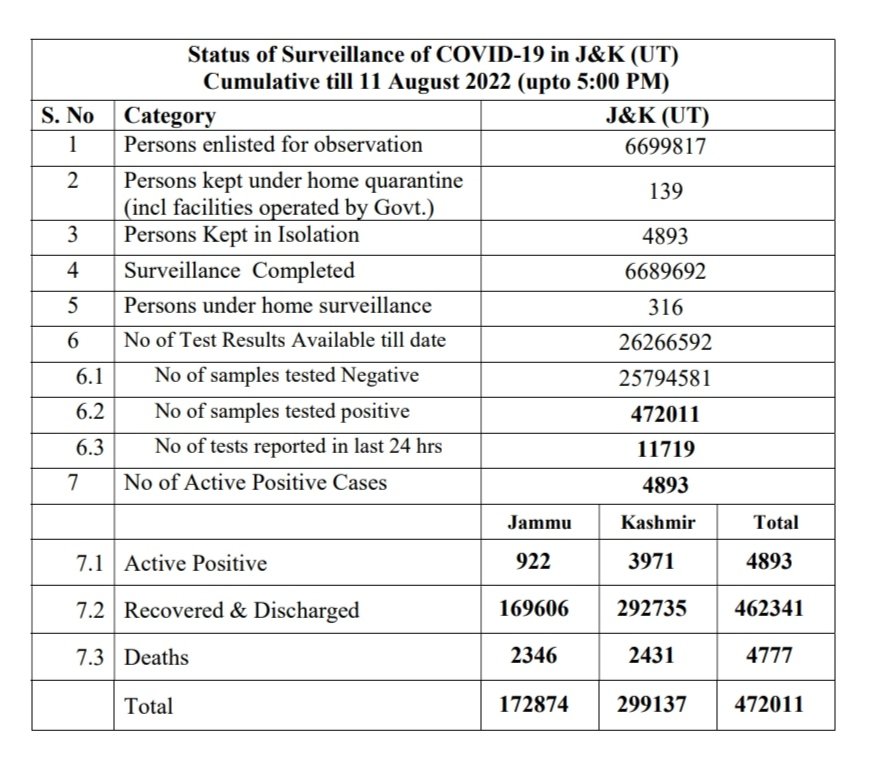 Status of Surveillance of COVID-19 in J&K (UT)
Cumulative till 11 August 2022 (upto 5:00 PM)
S. No Category J&K (UT)
1 Persons enlisted for observation 6699817
2 Persons kept under home quarantine
(incl facilities operated by Govt.) 139
3 Persons Kept in Isolation 4893
4 Surveillance Completed 6689692
5 Persons under home surveillance 316
6 No of Test Results Available till date 26266592
6.1 No of samples tested Negative 25794581
6.2 No of samples tested positive 472011
6.3 No of tests reported in last 24 hrs 11719
7 No of Active Positive Cases 4893
Jammu Kashmir Total
7.1 Active Positive 922 3971 4893
7.2 Recovered & Discharged 169606 292735 462341
7.3 Deaths 2346 2431 4777
Total 172874 299137 472011